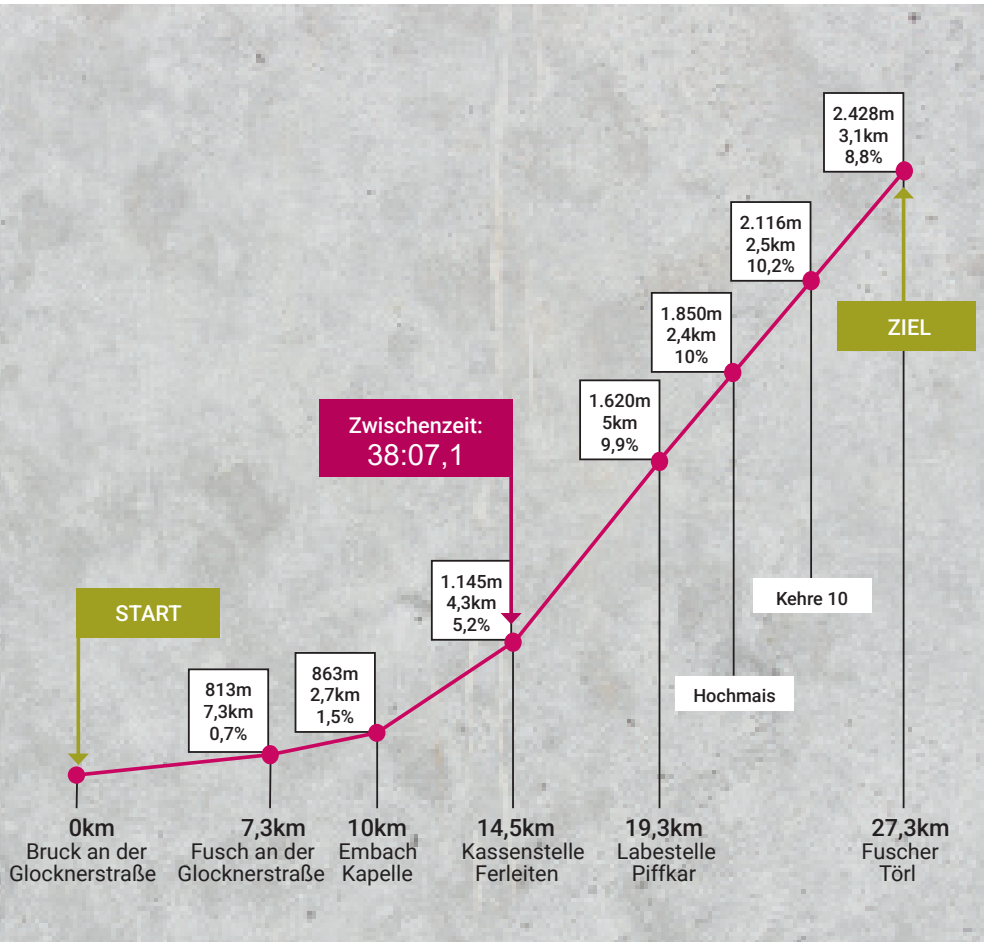 2.428m
3,1km
8,8%
2.116m
2,5km
10,2%
1.850m
2,4km
10%
ZIEL
1.620m
5km
9,9%
Zwischenzeit:
38:07,1
1.145m
4,3km
5,2%
Kehre 10
START
813m
7,3km
0,7%
863m
2,7km
1,5%
Hochmais
0km
Bruck an der
Glocknerstraße
7,3km
Fusch an der
Glocknerstraße
10km
Embach
Kapelle
14,5km
Kassenstelle
Ferleiten
19,3km
Labestelle
Piffkar
27,3km
Fuscher
Törl